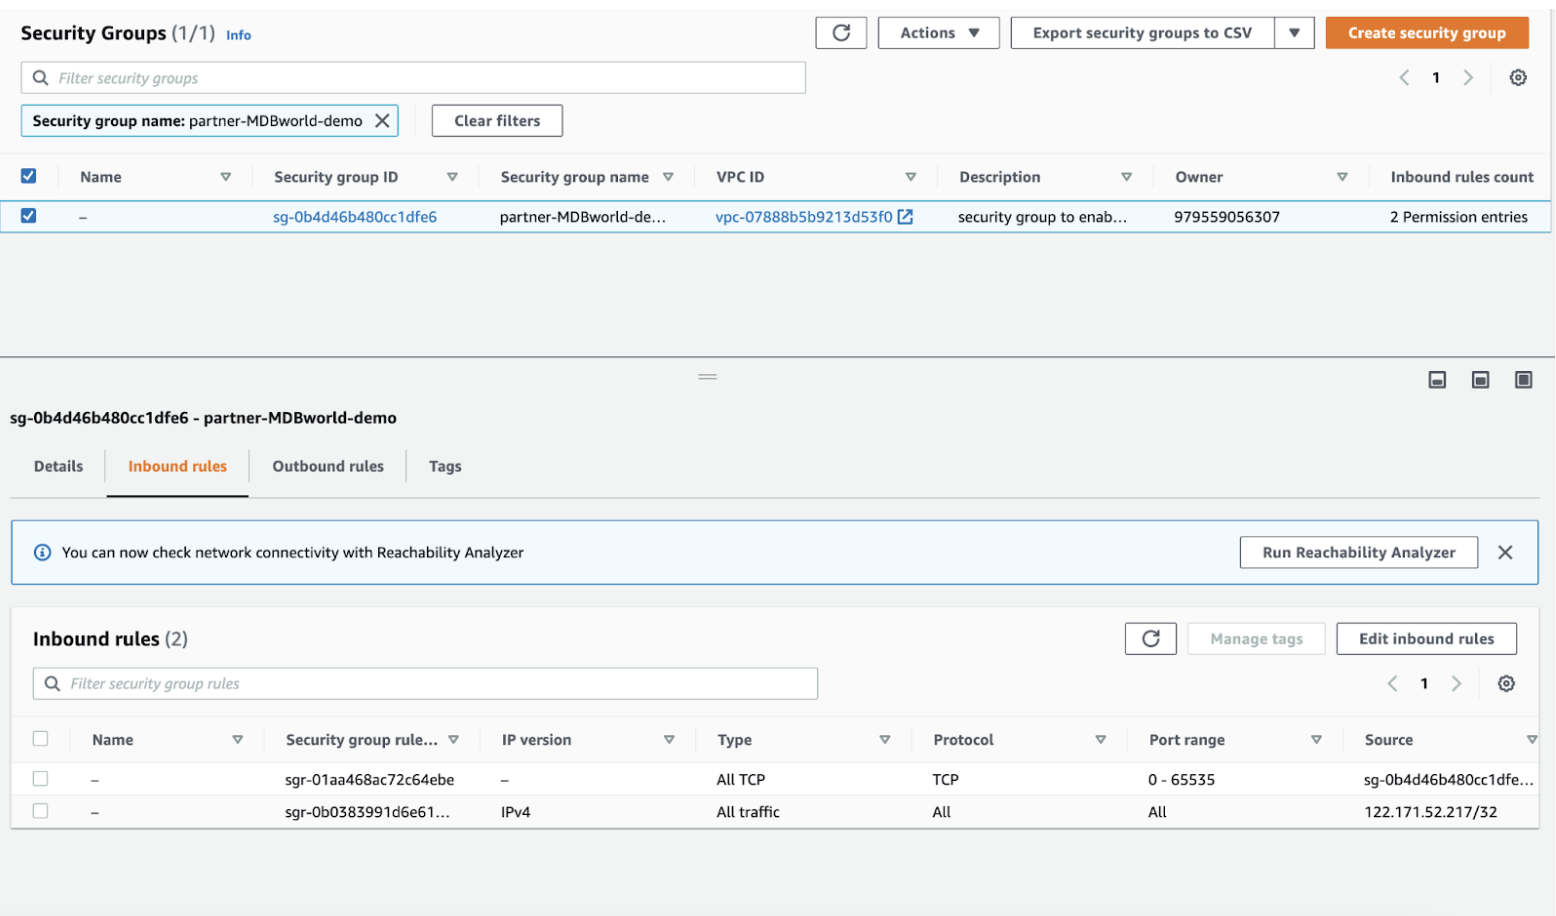 Security Groups (1/1) Info
Actions
Export security groups to CSV
Create security group
Filter security groups
1
Security group name: partner-MDBworld-demo
Clear filters
Name Security group ID Security group name VPC ID Description Owner Inbound rules count
– sg-0b4d46b480cc1dfe6 partner-MDBworld-de... vpc-07888b5b9213d53f0 security group to enab... 979559056307 2 Permission entries
sg-0b4d46b480cc1dfe6 - partner-MDBworld-demo
Details Inbound rules Outbound rules Tags
You can now check network connectivity with Reachability Analyzer
Run Reachability Analyzer
Inbound rules (2)
Manage tags
Edit inbound rules
Filter security group rules
1
Name Security group rule... IP version Type Protocol Port range Source
– sgr-01aa468ac72c64ebe – All TCP TCP 0 - 65535 sg-0b4d46b480cc1dfe...
– sgr-0b0383991d6e61... IPv4 All traffic All All 122.171.52.217/32